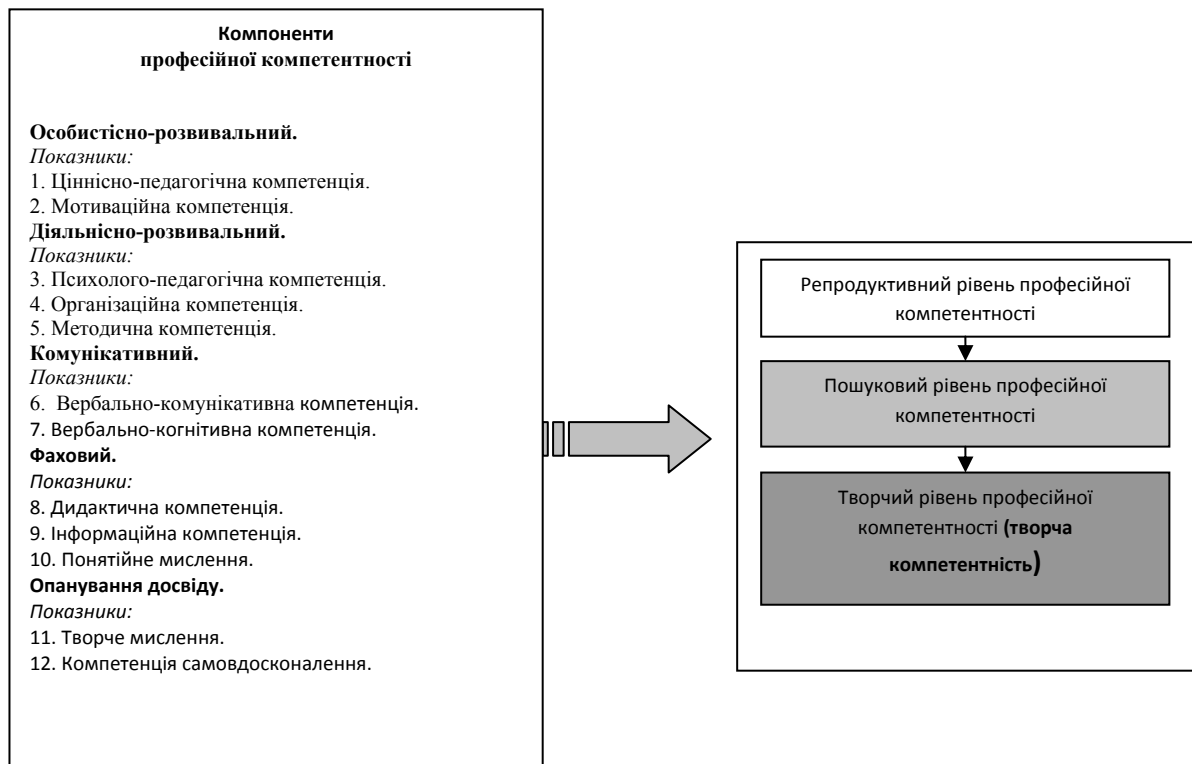 Компоненти
професійної компетентності
Особистісно-розвивальний.
Показники:
1. Ціннісно-педагогічна компетенція.
2. Мотиваційна компетенція.
Діяльнісно-розвивальний.
Показники:
3. Психолого-педагогічна компетенція.
4. Організаційна компетенція.
5. Методична компетенція.
Комунікативний.
Показники:
6. Вербально-комунікативна компетенція.
7. Вербально-когнітивна компетенція.
Фаховий.
Показники:
8. Дидактична компетенція.
9. Інформаційна компетенція.
10. Понятійне мислення.
Опанування досвіду.
Показники:
11. Творче мислення.
12. Компетенція самовдосконалення.
Репродуктивний рівень професійної
компетентності
Пошуковий рівень професійної
компетентності
Творчий рівень професійної
компетентності (творча
компетентність)